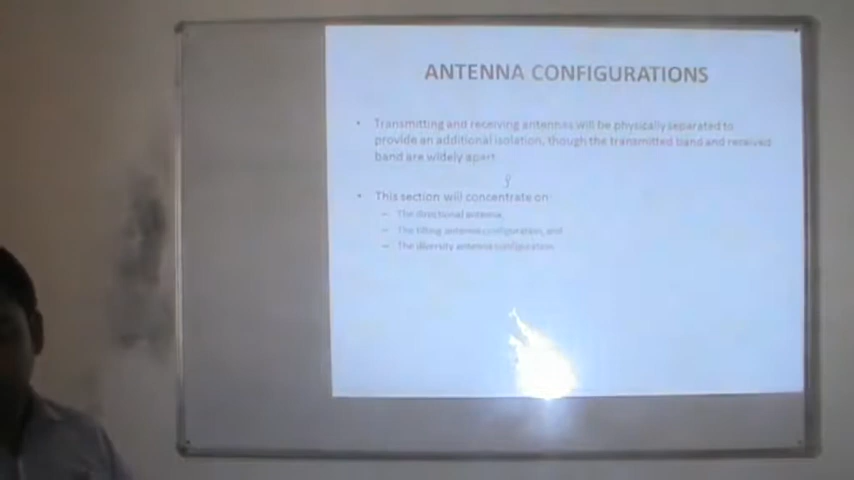 ANTENNA CONFIGURATIONS
• Transmitting and receiving antennas will be physically separated to
provide an additional isolation, though the transmitted band and received
band are widely apart.
• This section will concentrate on:
– The directional antenna,
– The tilting antenna configuration, and
– The diversity antenna configuration.